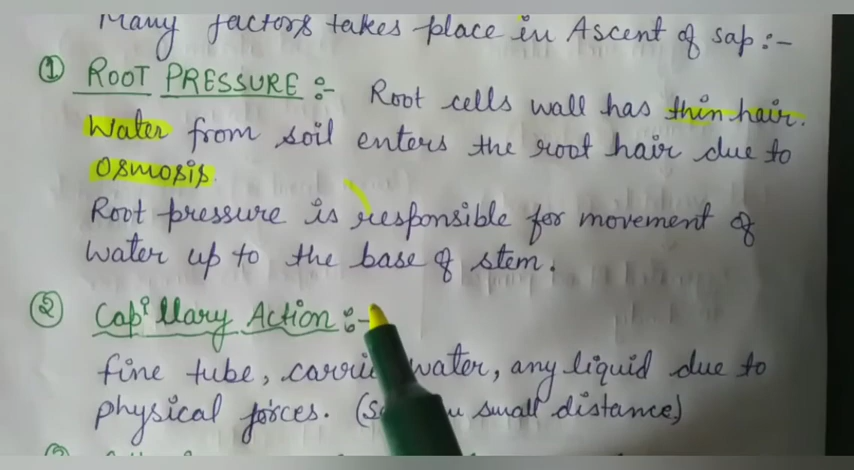 Many factors takes place in Ascent of sap :-
① ROOT PRESSURE :- Root cells wall has thin hair.
Water from soil enters the root hair due to
osmosis.
Root pressure is responsible for movement of
water up to the base of stem.
② Capillary Action :-
fine tube, carri water, any liquid due to
physical forces. ( small distance)